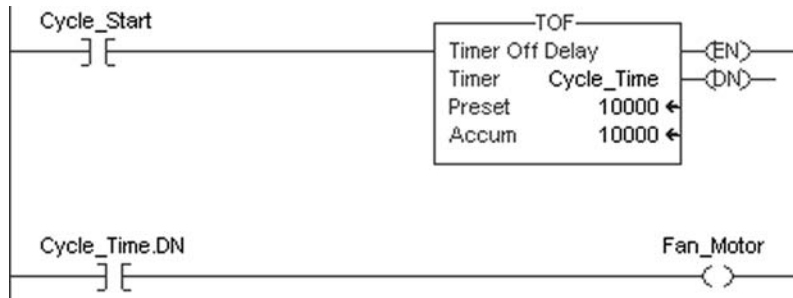 Cycle_Start
TOF
Timer Off Delay
EN
Timer Cycle_Time
DN
Preset 10000
Accum 10000
Cycle_Time.DN
Fan_Motor